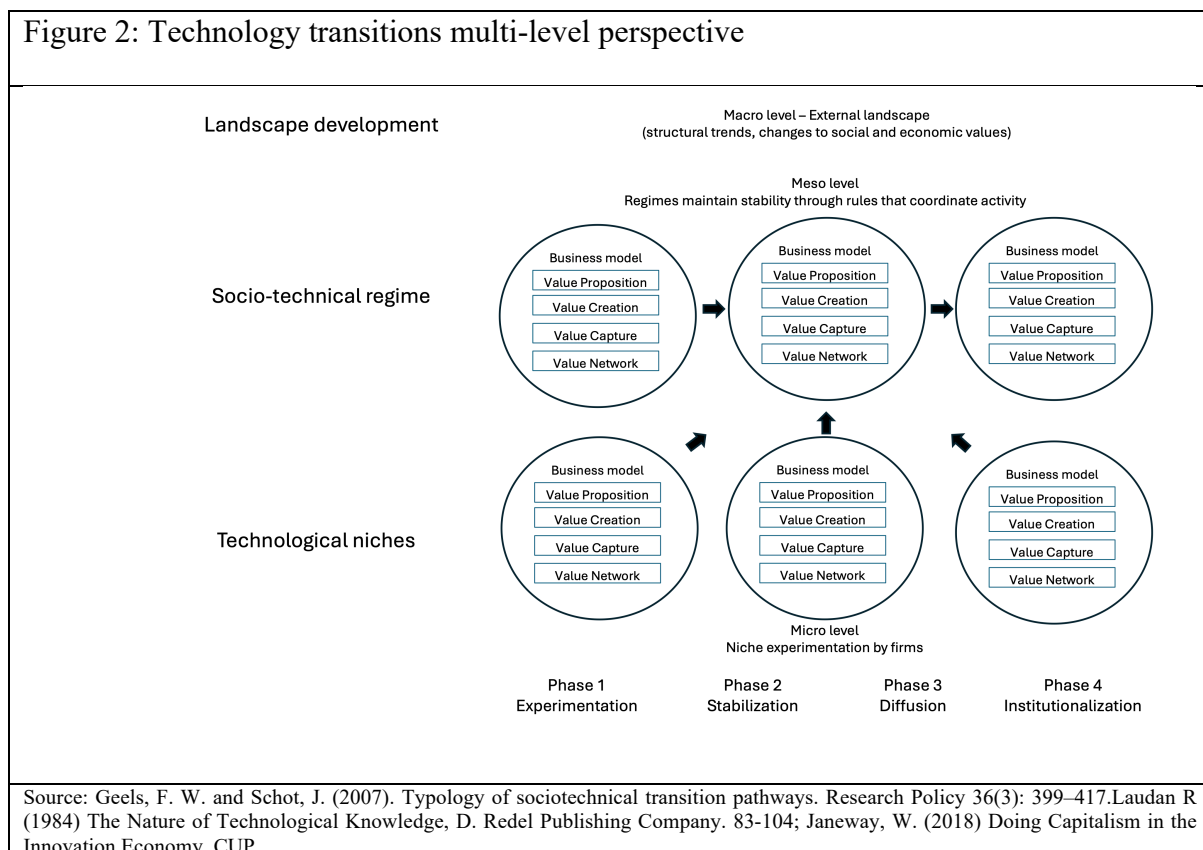 Figure 2: Technology transitions multi-level perspective
Landscape development
Macro level – External landscape
(structural trends, changes to social and economic values)
Meso level
Regimes maintain stability through rules that coordinate activity
Socio-technical regime
Business model
Value Proposition
Value Creation
Value Capture
Value Network
Business model
Value Proposition
Value Creation
Value Capture
Value Network
Business model
Value Proposition
Value Creation
Value Capture
Value Network
Technological niches
Business model
Value Proposition
Value Creation
Value Capture
Value Network
Business model
Value Proposition
Value Creation
Value Capture
Value Network
Business model
Value Proposition
Value Creation
Value Capture
Value Network
Micro level
Niche experimentation by firms
Phase 1
Experimentation
Phase 2
Stabilization
Phase 3
Diffusion
Phase 4
Institutionalization
Source: Geels, F. W. and Schot, J. (2007). Typology of sociotechnical transition pathways. Research Policy 36(3): 399–417.Laudan R
(1984) The Nature of Technological Knowledge, D. Redel Publishing Company. 83-104; Janeway, W. (2018) Doing Capitalism in the
Innovation Economy, CUP